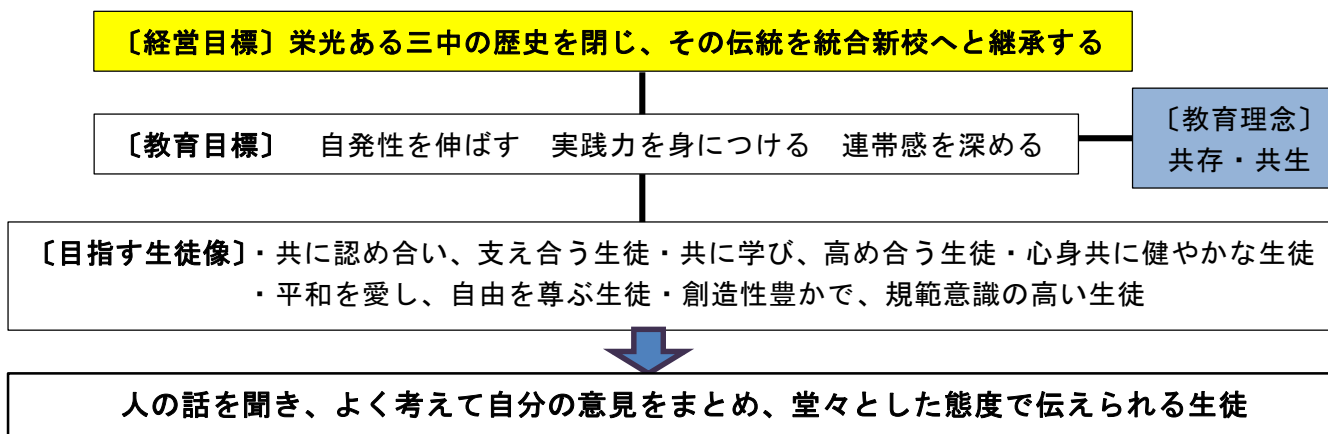 〔経営目標〕栄光ある三中の歴史を閉じ、その伝統を統合新校へと継承する
〔教育目標〕　自発性を伸ばす　実践力を身につける　連帯感を深める
〔教育理念〕
共存・共生
〔目指す生徒像〕・共に認め合い、支え合う生徒・共に学び、高め合う生徒・心身共に健やかな生徒
・平和を愛し、自由を尊ぶ生徒・創造性豊かで、規範意識の高い生徒
人の話を聞き、よく考えて自分の意見をまとめ、堂々とした態度で伝えられる生徒